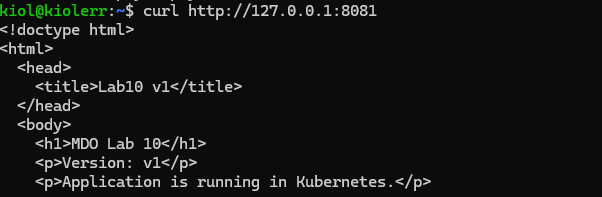 kiol@kiolerr:~$ curl http://127.0.0.1:8081
<!doctype html>
<html>
  <head>
    <title>Lab10 v1</title>
  </head>
  <body>
    <h1>MDO Lab 10</h1>
    <p>Version: v1</p>
    <p>Application is running in Kubernetes.</p>